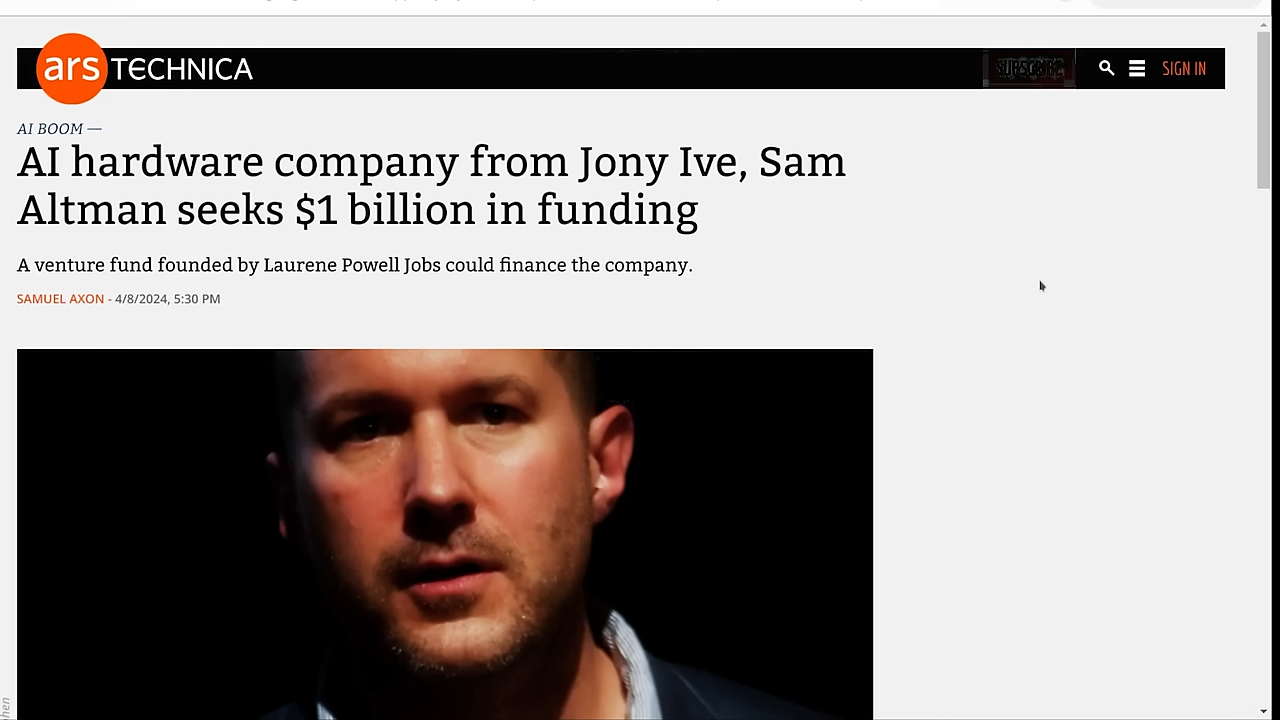 ars TECHNICA
SUBSCRIBE
SIGN IN
AI BOOM —
AI hardware company from Jony Ive, Sam
Altman seeks $1 billion in funding
A venture fund founded by Laurene Powell Jobs could finance the company.
SAMUEL AXON - 4/8/2024, 5:30 PM